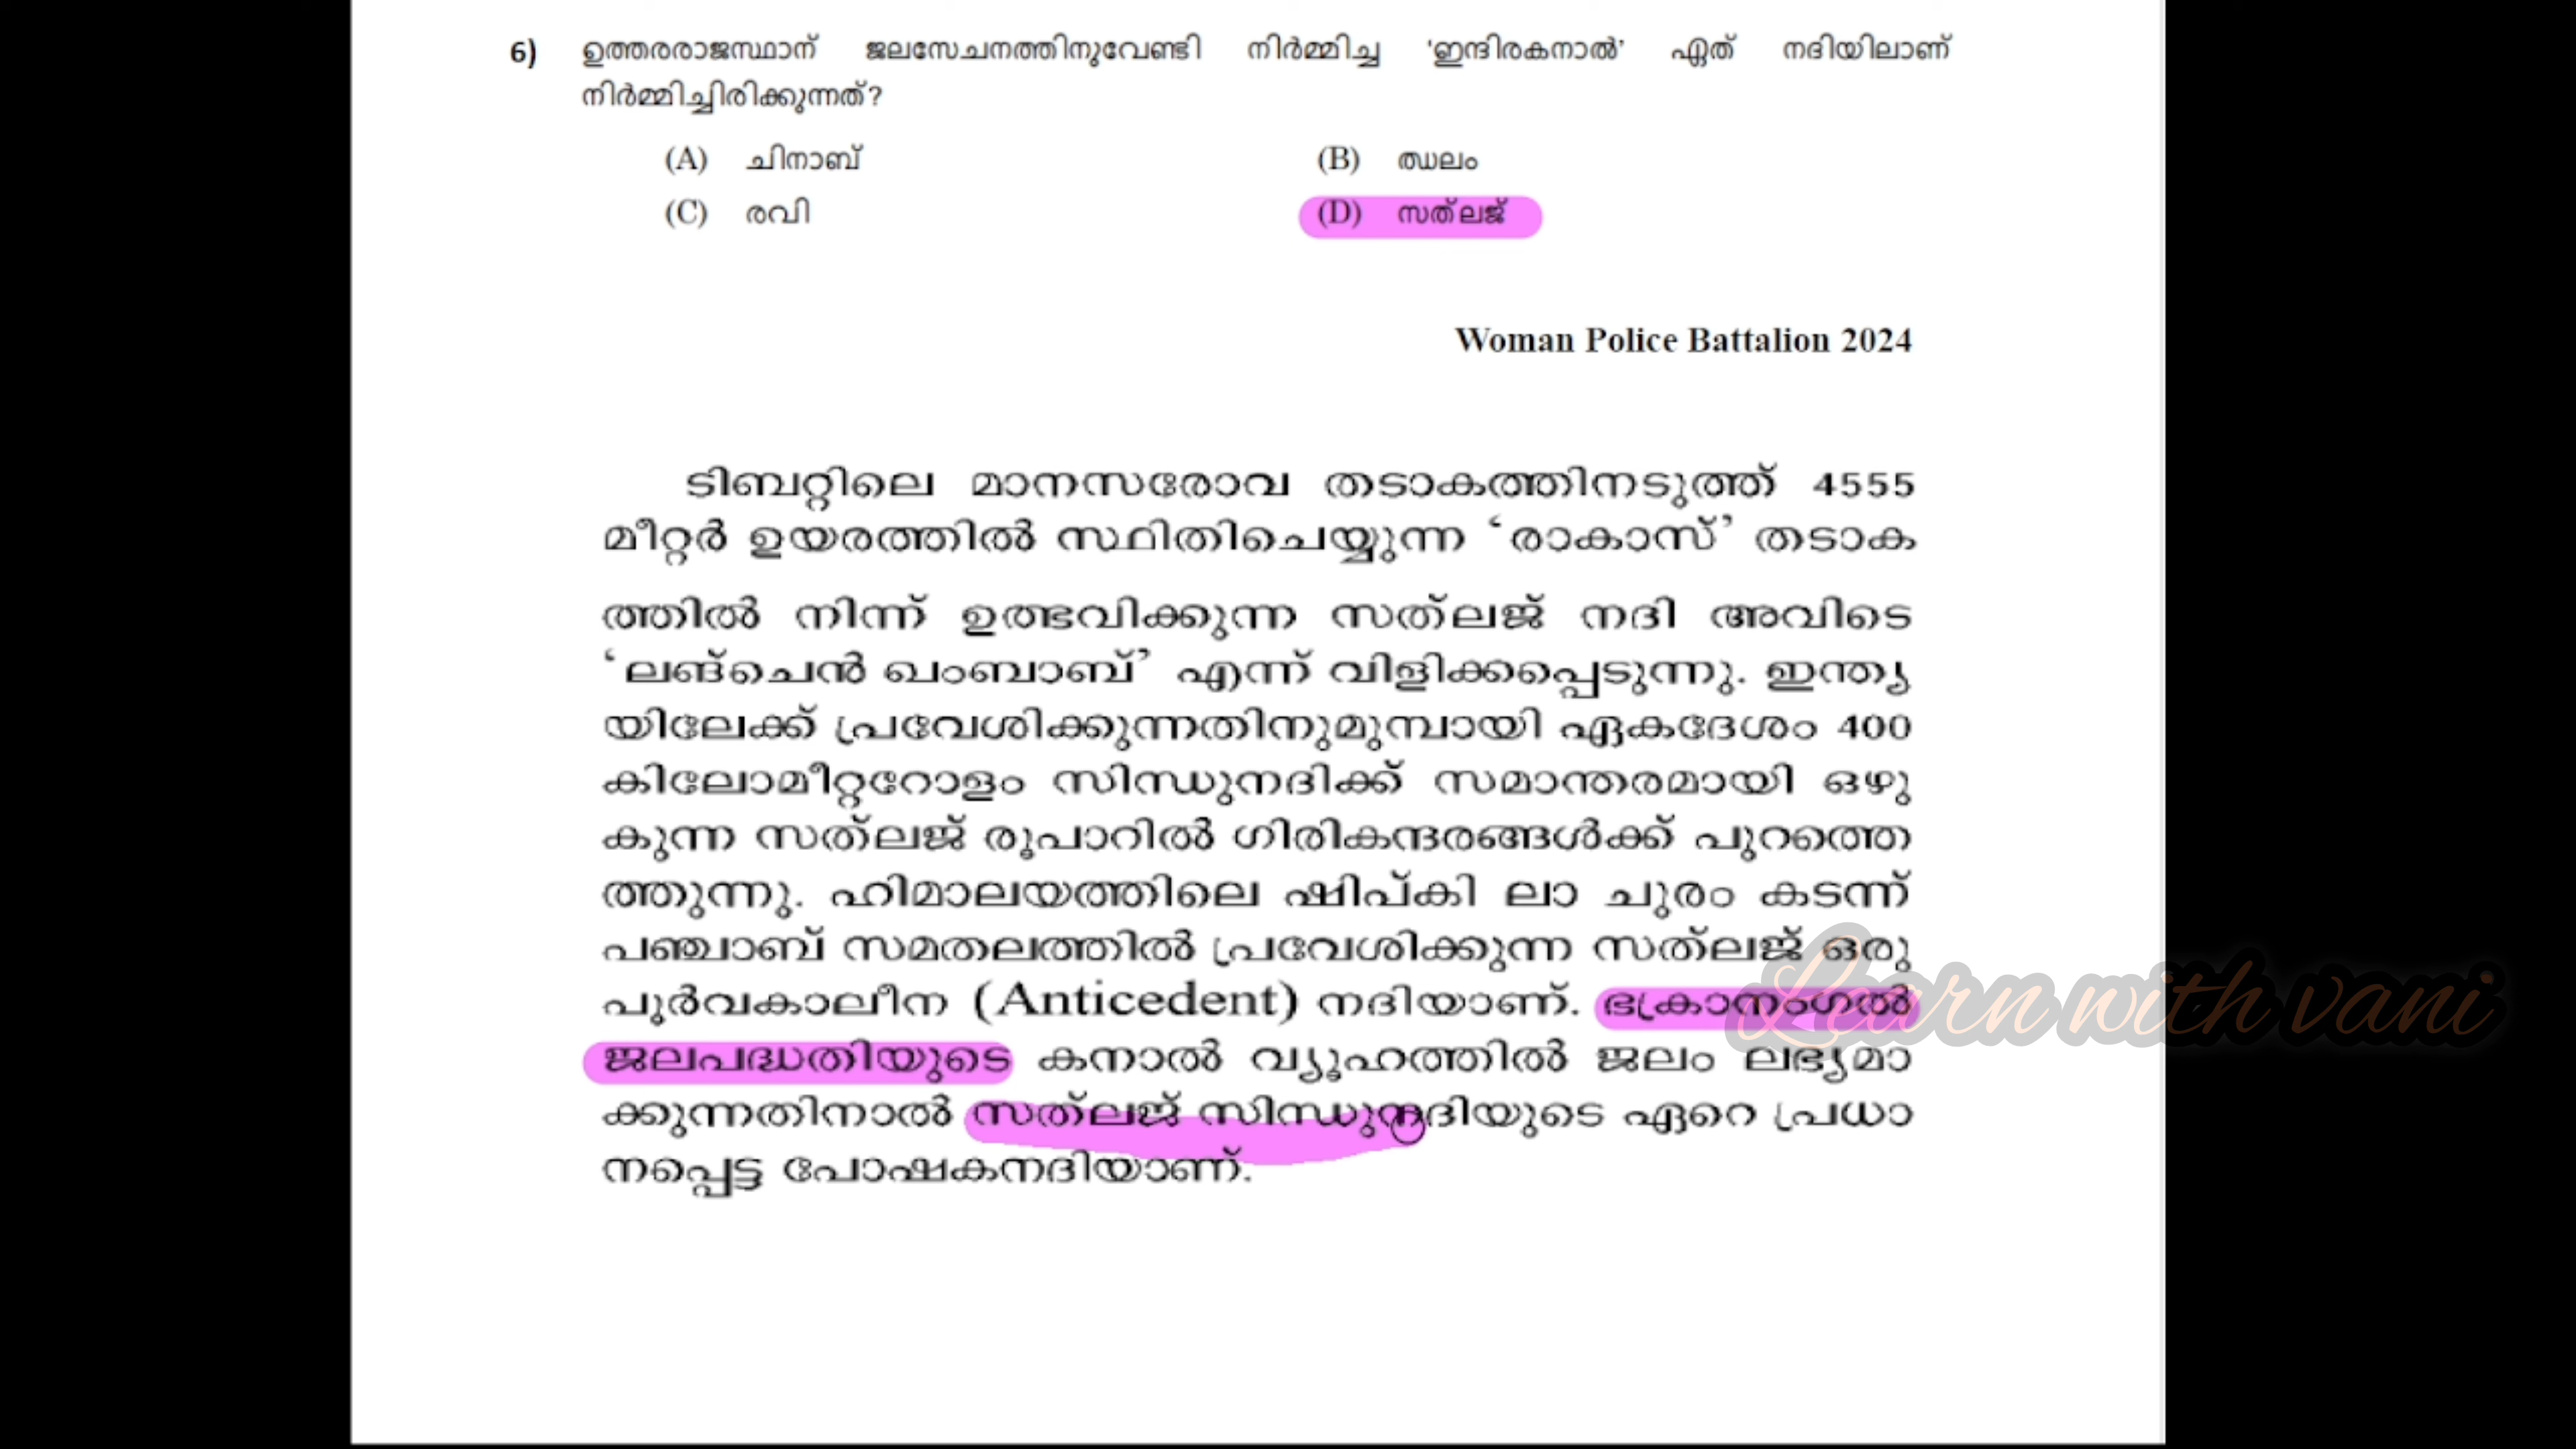 6) ഉത്തരരാജസ്ഥാന് ജലസേചനത്തിനുവേണ്ടി നിർമ്മിച്ച 'ഇന്ദിരകനാൽ' ഏത് നദിയിലാണ്
നിർമ്മിച്ചിരിക്കുന്നത്?
(A) ചിനാബ് (B) ഝലം
(C) രവി (D) സത്‌ലജ്
Woman Police Battalion 2024
ടിബറ്റിലെ മാനസരോവ തടാകത്തിനടുത്ത് 4555
മീറ്റർ ഉയരത്തിൽ സ്ഥിതിചെയ്യുന്ന ‘രാകാസ്’ തടാക
ത്തിൽ നിന്ന് ഉത്ഭവിക്കുന്ന സത്‌ലജ് നദി അവിടെ
‘ലങ്ചെൻ ഖംബാബ്’ എന്ന് വിളിക്കപ്പെടുന്നു. ഇന്ത്യ
യിലേക്ക് പ്രവേശിക്കുന്നതിനുമുമ്പായി ഏകദേശം 400
കിലോമീറ്ററോളം സിന്ധുനദിക്ക് സമാന്തരമായി ഒഴു
കുന്ന സത്‌ലജ് രൂപാറിൽ ഗിരികന്ദരങ്ങൾക്ക് പുറത്തെ
ത്തുന്നു. ഹിമാലയത്തിലെ ഷിപ്കി ലാ ചുരം കടന്ന്
പഞ്ചാബ് സമതലത്തിൽ പ്രവേശിക്കുന്ന സത്‌ലജ് ഒരു
പൂർവകാലീന (Anticedent) നദിയാണ്. ഭക്രാനംഗൽ
ജലപദ്ധതിയുടെ കനാൽ വ്യൂഹത്തിൽ ജലം ലഭ്യമാ
ക്കുന്നതിനാൽ സത്‌ലജ് സിന്ധുനദിയുടെ ഏറെ പ്രധാ
നപ്പെട്ട പോഷകനദിയാണ്.
Learn with vani